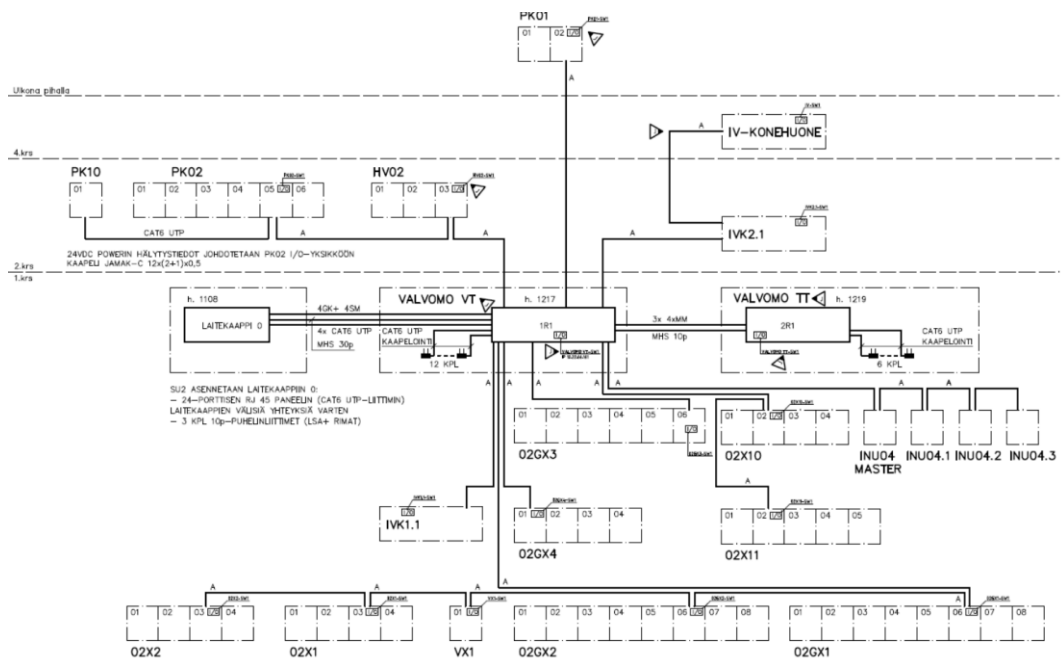 PK01
01 02 I/O
A
Ulkona pihalla
A
I/O
IV-KONEHUONE
4.krs
PK10 PK02 HV02
01 01 02 03 04 05 I/O 06 01 02 03 I/O
I/O
IVK2.1
CAT6 UTP A A A
24VDC POWERIN HÄLYTYSTIEDOT JOHDOTETAAN PK02 I/O-YKSIKKÖÖN
KAAPELI JAMAK-C 12x(2+1)x0,5
2.krs
1.krs
h. 1108
LAITEKAAPPI 0
4GK+ 4SM
4x CAT6 UTP
MHS 30p
VALVOMO VT h. 1217
1R1
I/O
CAT6 UTP
KAAPELOINTI
12 KPL
3x 4xMM
MHS 10p
VALVOMO TT h. 1219
2R1
I/O
CAT6 UTP
KAAPELOINTI
6 KPL
SU2 ASENNETAAN LAITEKAAPPIIN 0:
- 24-PORTTISEN RJ 45 PANEELIN (CAT6 UTP-LIITTIMIN)
LAITEKAAPPIEN VÄLISIÄ YHTEYKSIÄ VARTEN
- 3 KPL 10p-PUHELINLIITTIMET (LSA+ RIMAT)
A A A A A A A A
01 02 03 04 05 06
I/O
02GX3
01 02 I/O 03 04
02X10
INU04
MASTER
INU04.1 INU04.2 INU04.3
I/O
IVK1.1
01 I/O 02 03 04
02GX4
A
01 02 I/O 03 04 05
02X11
A A A A A
01 02 03 I/O 04
02X2
01 02 03 I/O 04
02X1
01 I/O
VX1
01 02 03 04 05 06 I/O 07 08
02GX2
01 02 03 04 05 06 I/O 07 08
02GX1